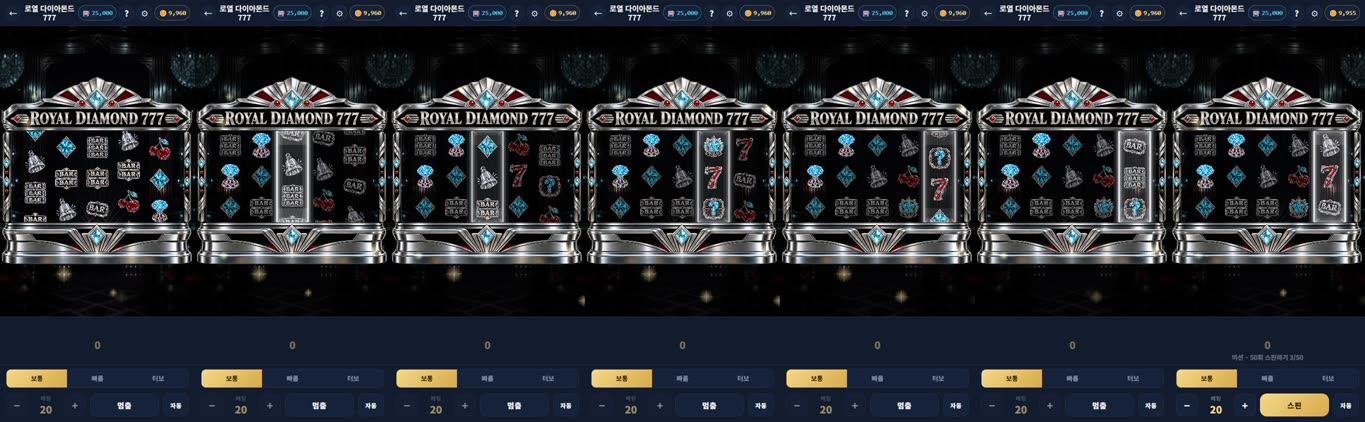 ← 로열 다이아몬드 777 25,000 ? 9,960
← 로열 다이아몬드 777 25,000 ? 9,960
← 로열 다이아몬드 777 25,000 ? 9,960
← 로열 다이아몬드 777 25,000 ? 9,960
← 로열 다이아몬드 777 25,000 ? 9,960
← 로열 다이아몬드 777 25,000 ? 9,960
← 로열 다이아몬드 777 25,000 ? 9,955
ROYAL DIAMOND 777
ROYAL DIAMOND 777
ROYAL DIAMOND 777
ROYAL DIAMOND 777
ROYAL DIAMOND 777
ROYAL DIAMOND 777
ROYAL DIAMOND 777
0
0
0
0
0
0
0
미션 - 50회 스핀하기 3/50
보통 빠름 터보
보통 빠름 터보
보통 빠름 터보
보통 빠름 터보
보통 빠름 터보
보통 빠름 터보
보통 빠름 터보
− 베팅 20 + 멈춤 자동
− 베팅 20 + 멈춤 자동
− 베팅 20 + 멈춤 자동
− 베팅 20 + 멈춤 자동
− 베팅 20 + 멈춤 자동
− 베팅 20 + 멈춤 자동
− 베팅 20 + 스핀 자동